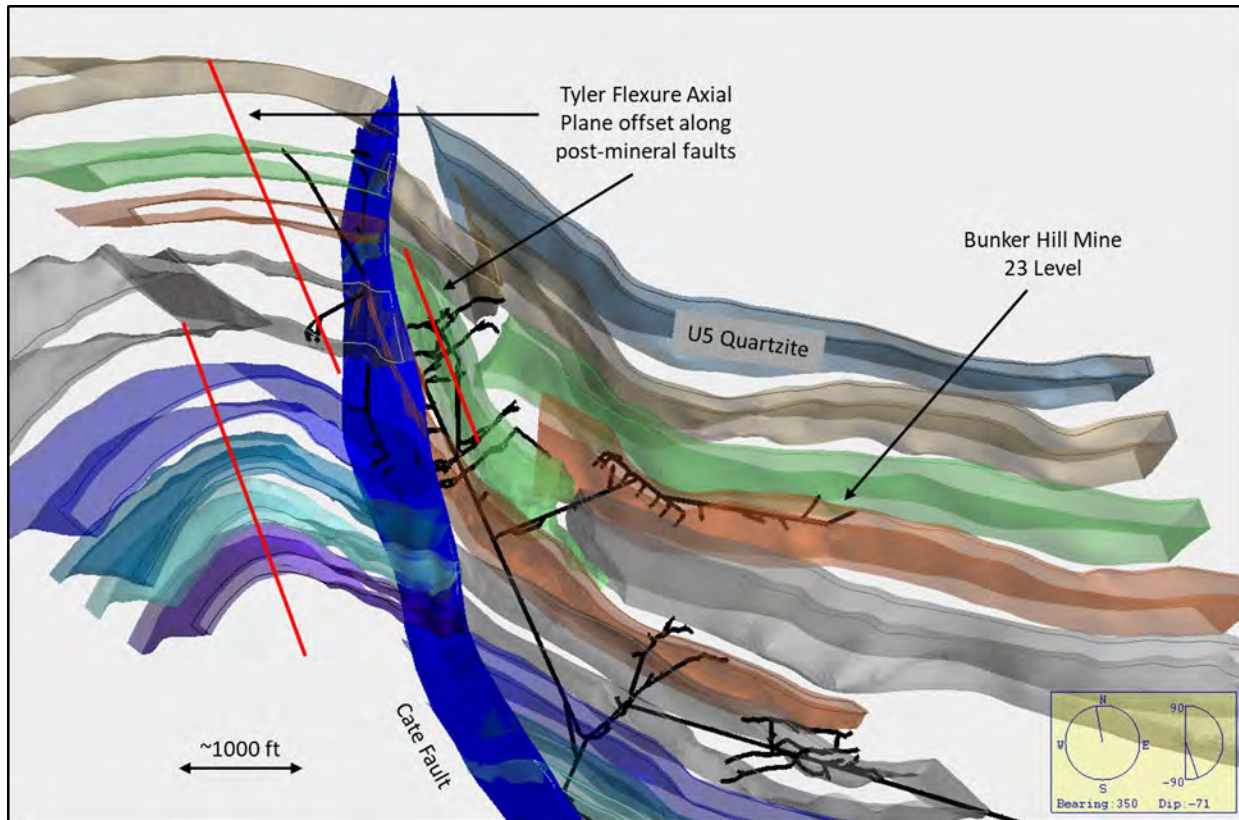 Tyler Flexure Axial
Plane offset along
post-mineral faults
Bunker Hill Mine
23 Level
U5 Quartzite
Cate Fault
~1000 ft
N
W
E
S
90
-90
Bearing:350 Dip:-71